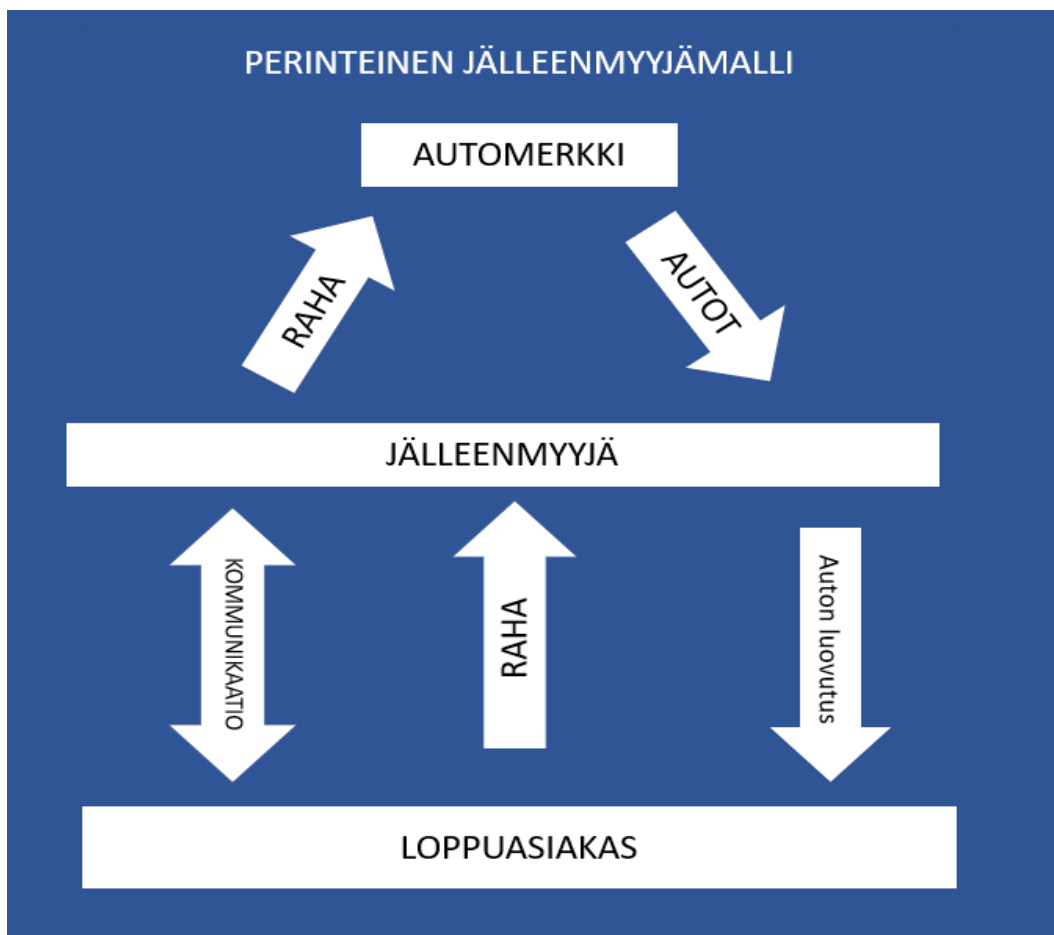 PERINTEINEN JÄLLEENMYYJÄMALLI
AUTOMERKKI
RAHA
AUTOT
JÄLLEENMYYJÄ
KOMMUNIKAATIO
RAHA
Auton luovutus
LOPPUASIAKAS